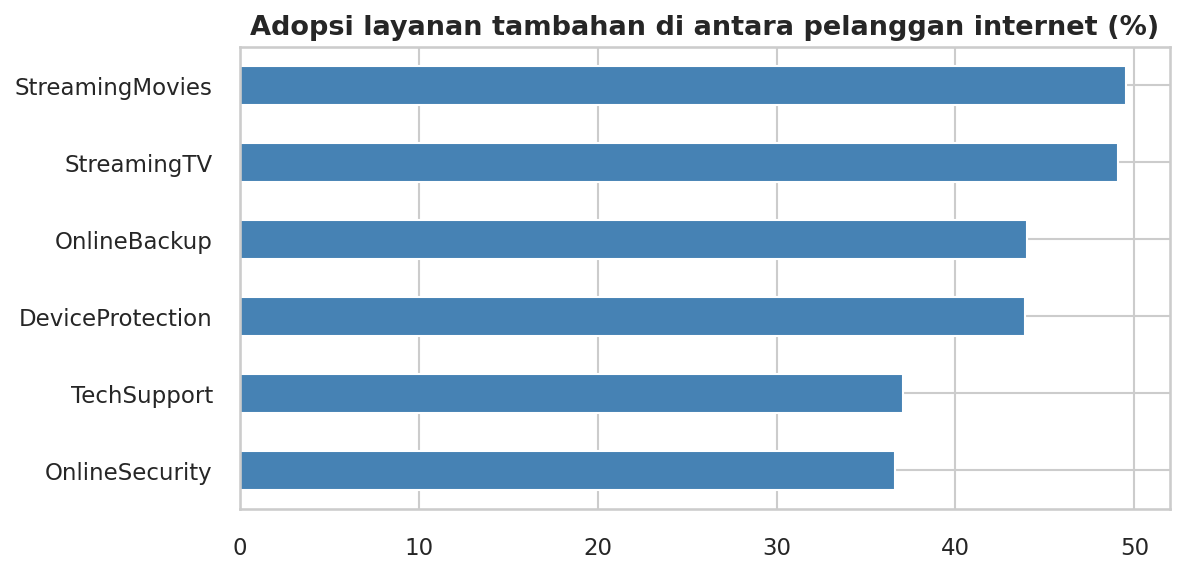 Adopsi layanan tambahan di antara pelanggan internet (%)
StreamingMovies
StreamingTV
OnlineBackup
DeviceProtection
TechSupport
OnlineSecurity
0 10 20 30 40 50